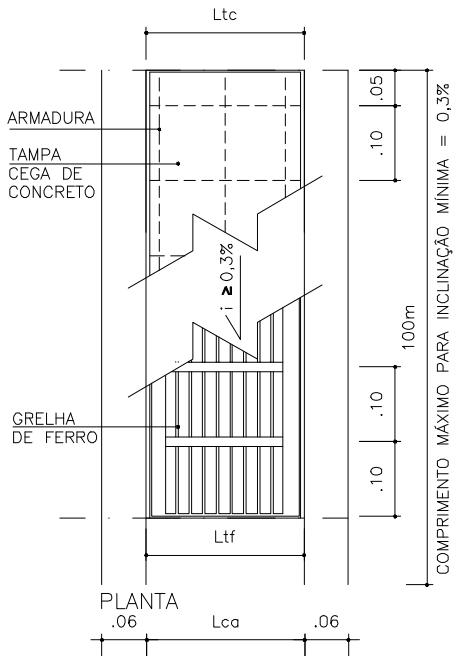 Ltc
.05
ARMADURA
.10
TAMPA
CEGA DE
CONCRETO
i ≥ 0,3%
100m
COMPRIMENTO MÁXIMO PARA INCLINAÇÃO MÍNIMA = 0,3%
GRELHA
DE FERRO
.10
.10
Ltf
PLANTA
.06
Lca
.06